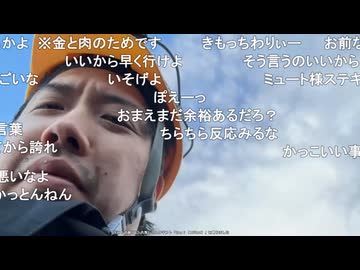 かよ ※金と肉のためです きもっちわりぃー お前な
いいから早く行けよ そう言うのいいから
ごいな いそげよ ミュート様ステキ
ぽえーっ
おまえまだ余裕あるだろ？
言葉 ちらちら反応みるな
から誇れ かっこいい事
悪いなよ
かっとんねん